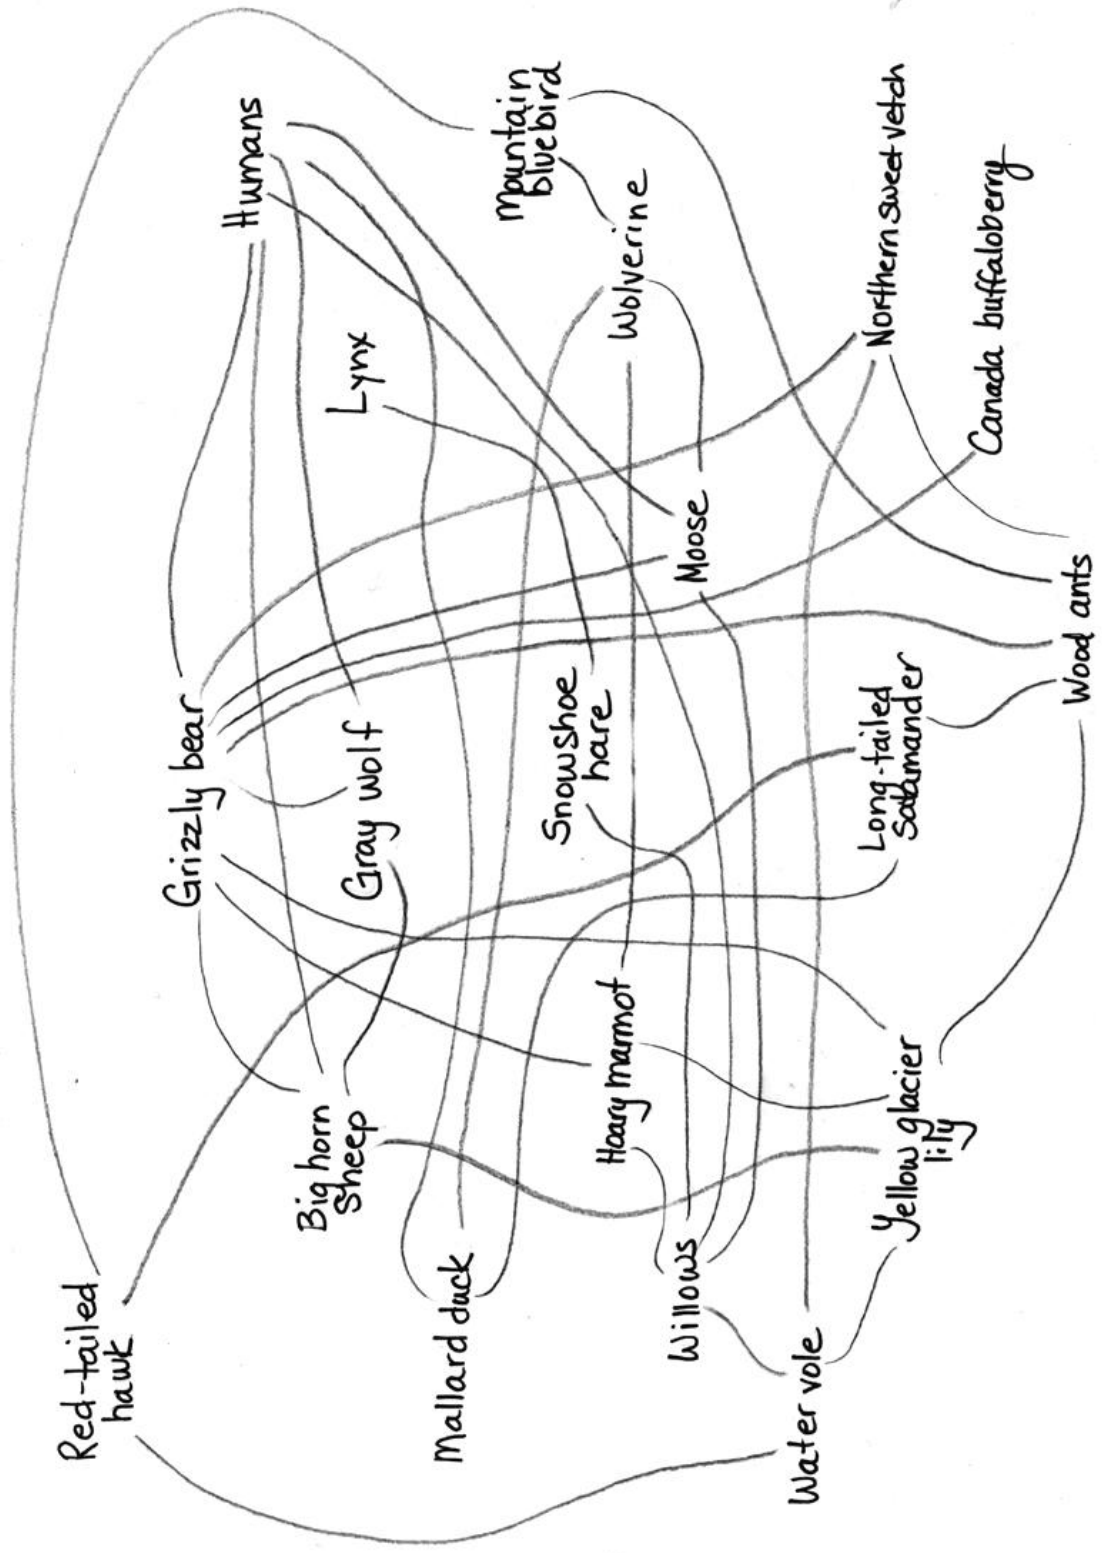 Red-tailed
hawk
Grizzly bear
Humans
Big horn
sheep
Gray wolf
Lynx
Mallard duck
Mountain
bluebird
Snowshoe
hare
Hoary marmot
Wolverine
Willows
Moose
Water vole
Long-tailed
salamander
Northern sweet vetch
Yellow glacier
lily
Canada buffaloberry
Wood ants